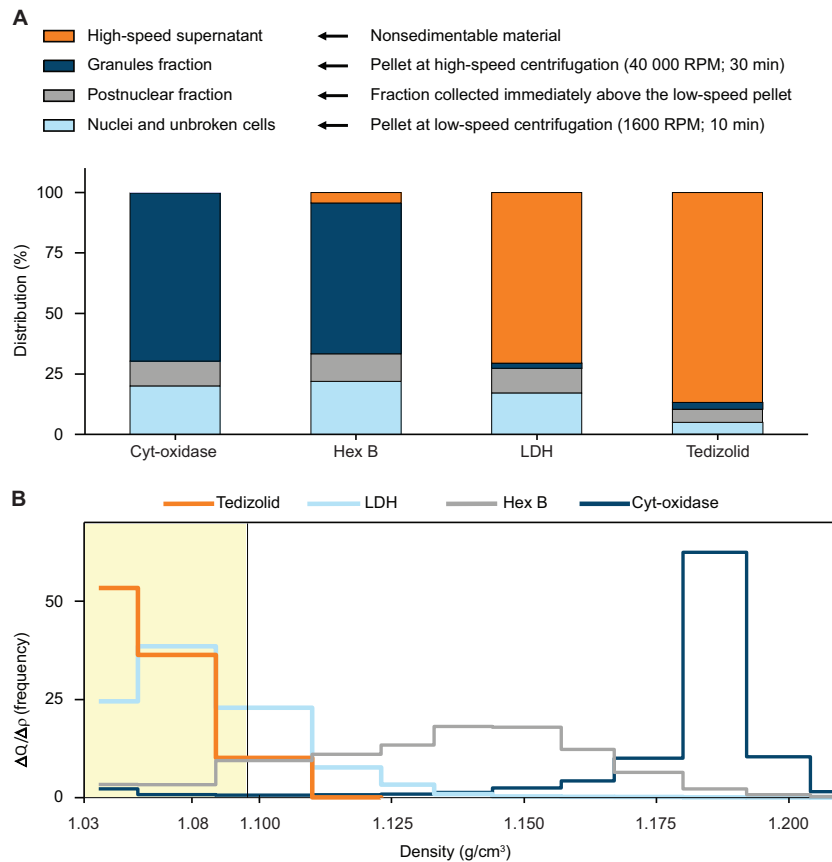 A
High-speed supernatant Nonsedimentable material
Granules fraction Pellet at high-speed centrifugation (40 000 RPM; 30 min)
Postnuclear fraction Fraction collected immediately above the low-speed pellet
Nuclei and unbroken cells Pellet at low-speed centrifugation (1600 RPM; 10 min)
Distribution (%)
100
75
50
25
0
Cyt-oxidase Hex B LDH Tedizolid
B
Tedizolid LDH Hex B Cyt-oxidase
ΔQ/Δρ (frequency)
50
25
0
1.03 1.08 1.100 1.125 1.150 1.175 1.200
Density (g/cm³)